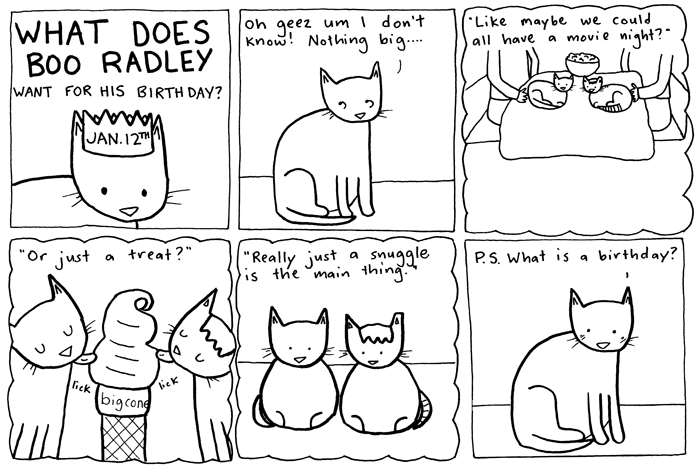 WHAT DOES
BOO RADLEY
WANT FOR HIS BIRTHDAY?
JAN. 12TH
Oh geez um I don't
know! Nothing big....
"Like maybe we could
all have a movie night?"
"Or just a treat?"
lick
lick
bigcone
"Really just a snuggle
is the main thing."
P.S. What is a birthday?